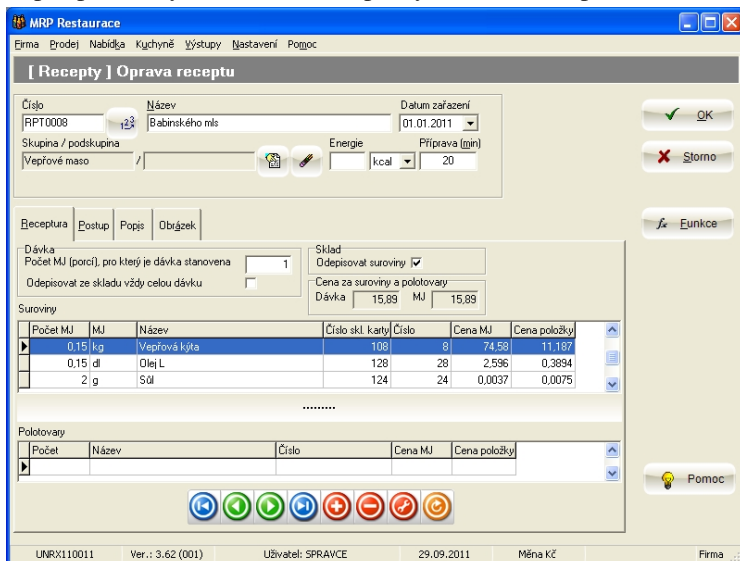 MRP Restaurace
Firma Prodej Nabídka Kuchyně Výstupy Nastavení Pomoc
[ Recepty ] Oprava receptu
Číslo Název Datum zařazení
RPT0008 123 Babinského mls 01.01.2011
Skupina / podskupina Energie Příprava (min)
Vepřové maso / kcal 20
OK
Storno
Receptura Postup Popis Obrázek
fx Funkce
Dávka Sklad
Počet MJ (porcí), pro který je dávka stanovena 1 Odepisovat suroviny
Odepisovat ze skladu vždy celou dávku Cena za suroviny a polotovary
Dávka 15,89 MJ 15,89
Suroviny
Počet MJ MJ Název Číslo skl. karty Číslo Cena MJ Cena položky
0,15 kg Vepřová kýta 108 8 74,58 11,187
0,15 dl Olej L 128 28 2,596 0,3894
2 g Sůl 124 24 0,0037 0,0075
.........
Polotovary
Počet Název Číslo Cena MJ Cena položky
Pomoc
UNRX110011 Ver.: 3.62 (001) Uživatel: SPRAVCE 29.09.2011 Měna Kč Firma